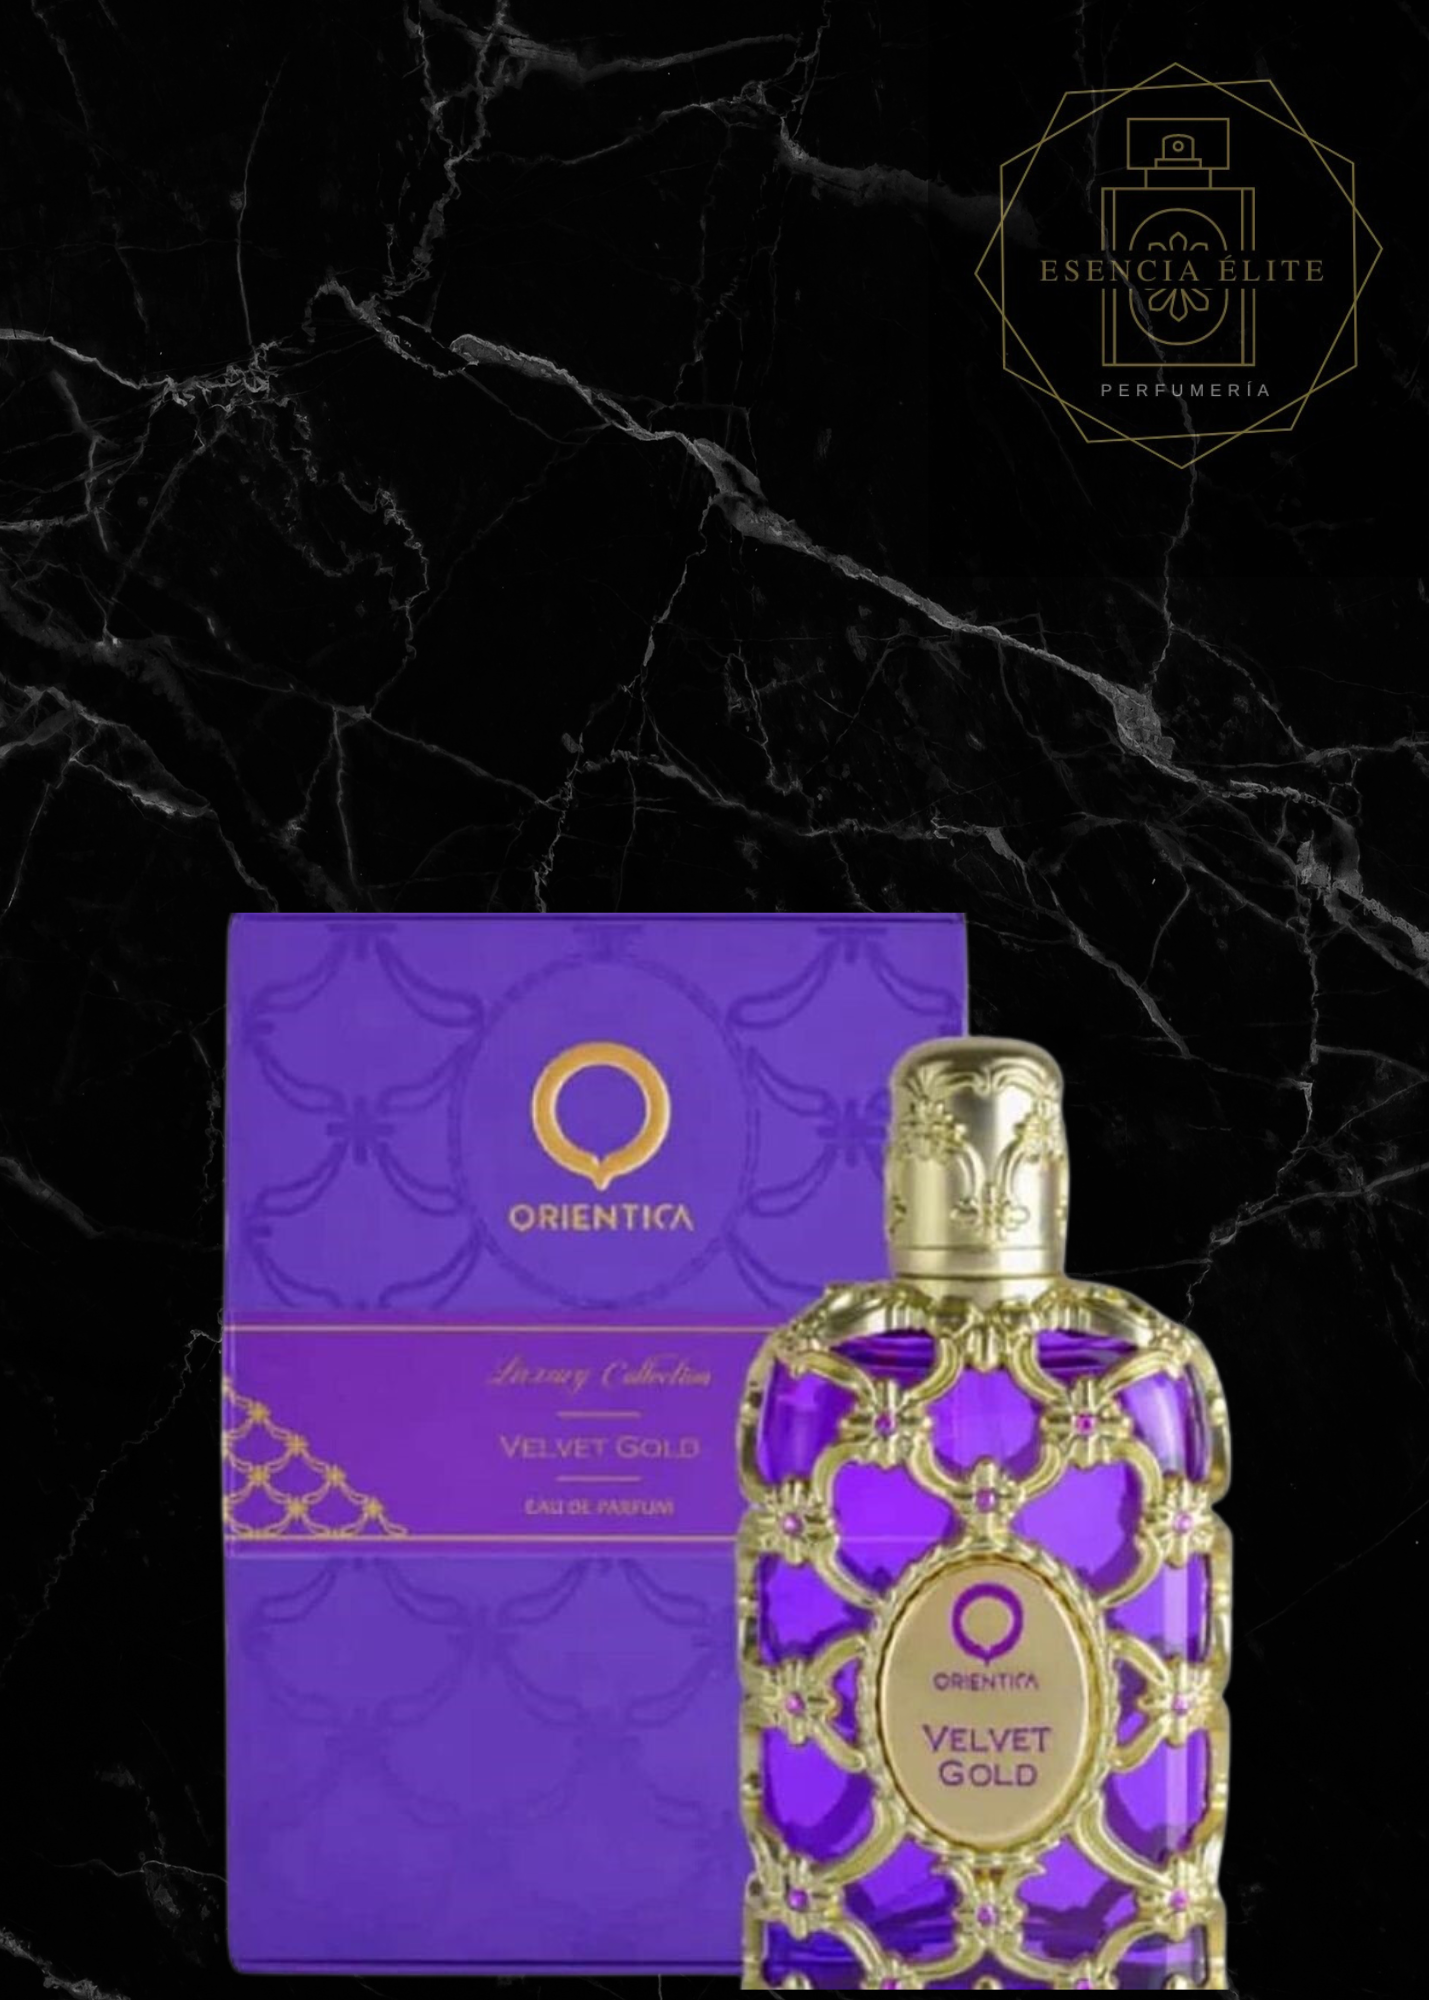 ESENCIA ÉLITE
PERFUMERÍA
ORIENTICA
Luxury Collection
VELVET GOLD
EAU DE PARFUM
ORIENTICA
VELVET
GOLD